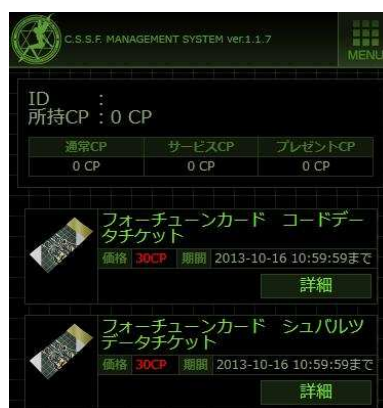 C.S.S.F. MANAGEMENT SYSTEM ver.1.1.7
MENU
ID :
所持CP : 0 CP
通常CP サービスCP プレゼントCP
0 CP 0 CP 0 CP
フォーチューンカード コードデー
タチケット
価格 30CP 期間 2013-10-16 10:59:59まで
詳細
フォーチューンカード シュバルツ
データチケット
価格 30CP 期間 2013-10-16 10:59:59まで
詳細